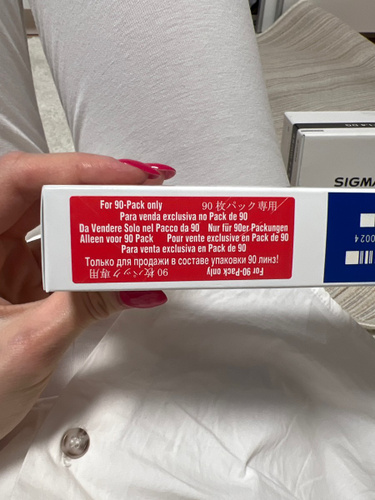 For 90-Pack only 90 枚パック専用
Para venda exclusiva no Pack de 90
Da Vendere Solo nel Pacco da 90 Nur für 90er-Packungen
Alleen voor 90 Pack Pour vente exclusive en Pack de 90
Para venta exclusiva en Pack de 90
Только для продажи в составе упаковки 90 линз!
90 枚パック専用 For 90-Pack only
0024
SIGMA